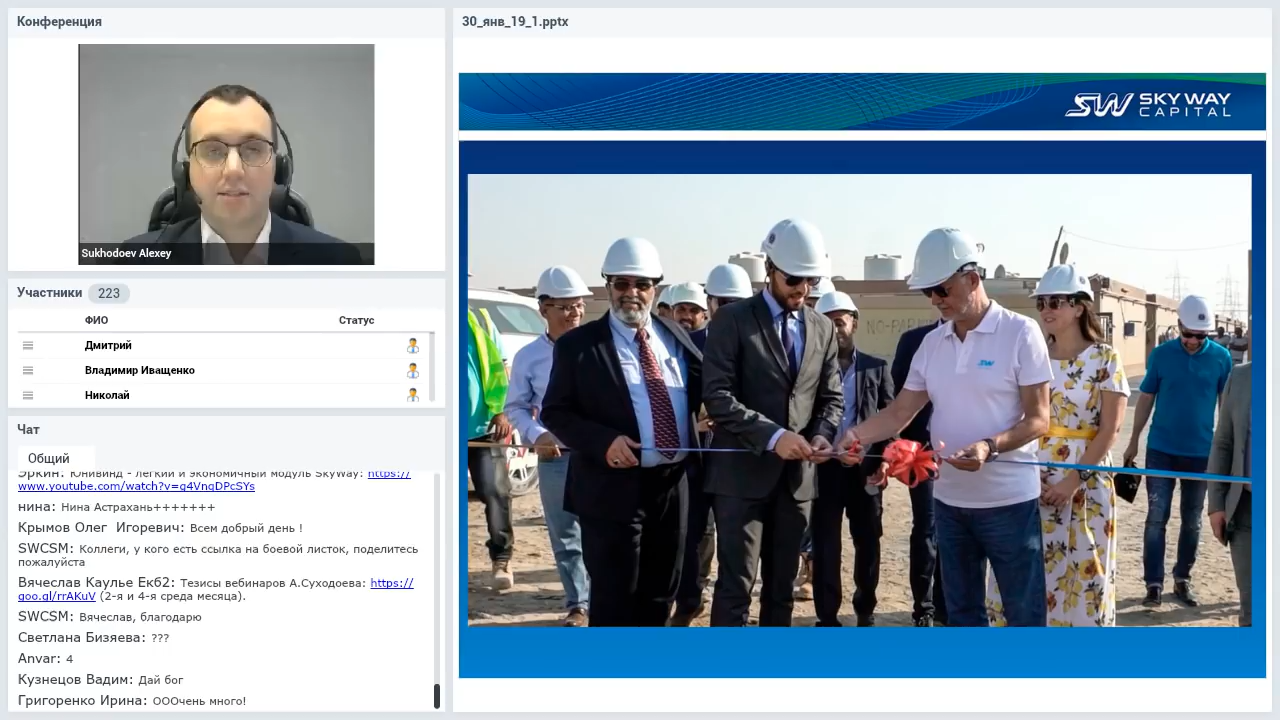 Конференция
Sukhodoev Alexey
Участники 223
ФИО Статус
Дмитрий
Владимир Иващенко
Николай
Чат
Общий
Эркин: Юнивинд - легкий и экономичный модуль SkyWay: https://
www.youtube.com/watch?v=g4VnqDPcSYs
нина: Нина Астрахань+++++++
Крымов Олег Игоревич: Всем добрый день !
SWCSM: Коллеги, у кого есть ссылка на боевой листок, поделитесь
пожалуйста
Вячеслав Каулье Екб2: Тезисы вебинаров А.Суходоева: https://
goo.gl/rrAKuV (2-я и 4-я среда месяца).
SWCSM: Вячеслав, благодарю
Светлана Бизяева: ???
Anvar: 4
Кузнецов Вадим: Дай бог
Григоренко Ирина: ОООчень много!
30_янв_19_1.pptx
SW SKY WAY
CAPITAL
NO-PAR
SW